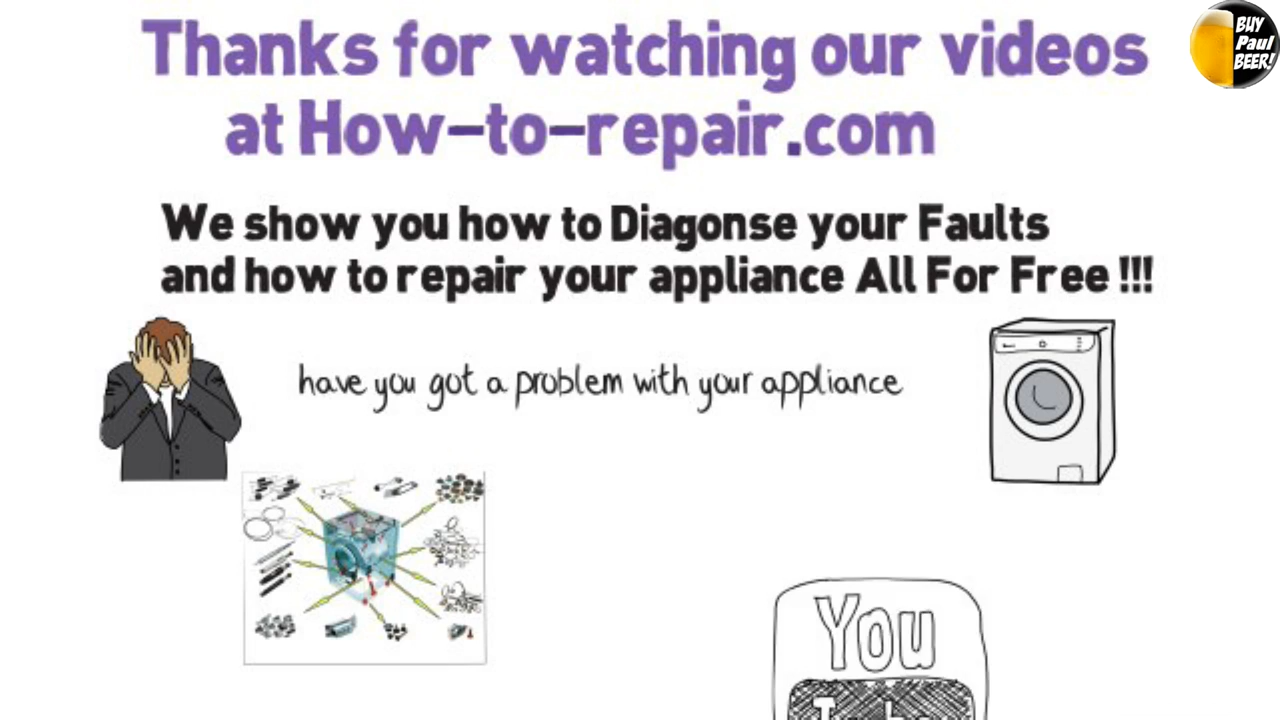 Thanks for watching our videos
at How-to-repair.com
BUY
Paul
BEER!
We show you how to Diagonse your Faults
and how to repair your appliance All For Free !!!
have you got a problem with your appliance
You
Tube